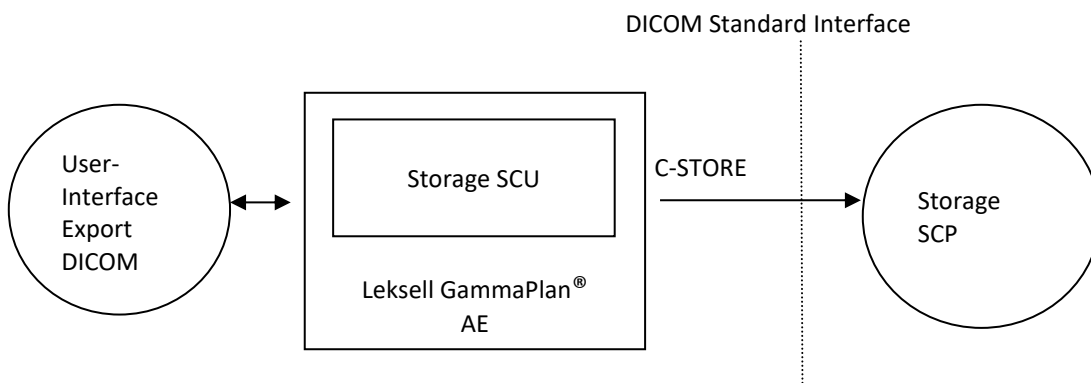 DICOM Standard Interface
User-
Interface
Export
DICOM
Storage SCU
Leksell GammaPlan®
AE
C-STORE
Storage
SCP